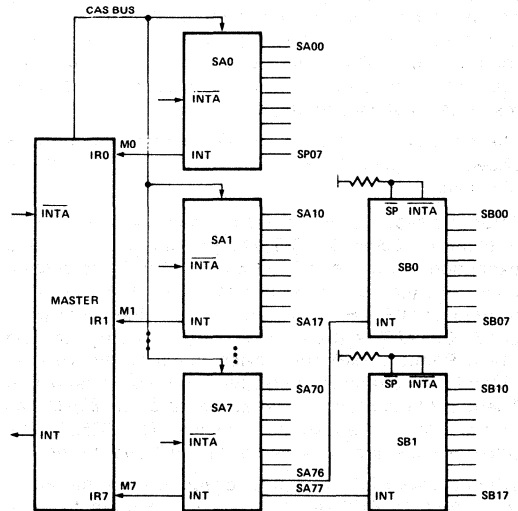 CAS BUS
SA0
SA00
INTA
M0
IR0
INT
SP07
INTA
SA1
SA10
SP INTA
SB00
INTA
SB0
MASTER
M1
IR1
INT
SA17
INT
SB07
SA70
SP INTA
SB10
SA7
INTA
SB1
INT
SA76
M7
SA77
IR7
INT
INT
SB17